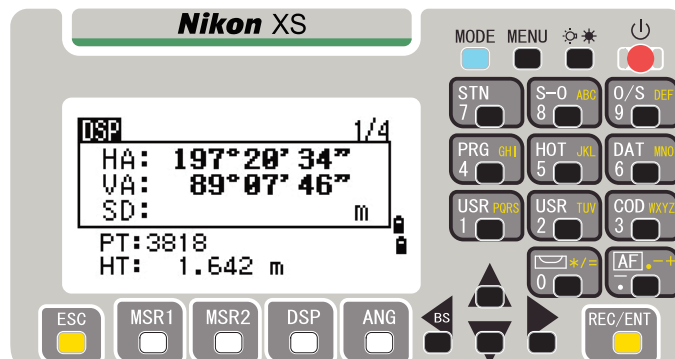 Nikon XS
MODE MENU
DSP 1/4
HA: 197°20'34"
VA: 89°07'46"
SD: m
PT:3818
HT: 1.642 m
STN
7
S-O ABC
8
O/S DEF
9
PRG GHI
4
HOT JKL
5
DAT MNO
6
USR PQRS
1
USR TUV
2
COD WXYZ
3
*/=
0
AF .-+
.
ESC
MSR1
MSR2
DSP
ANG
BS
REC/ENT